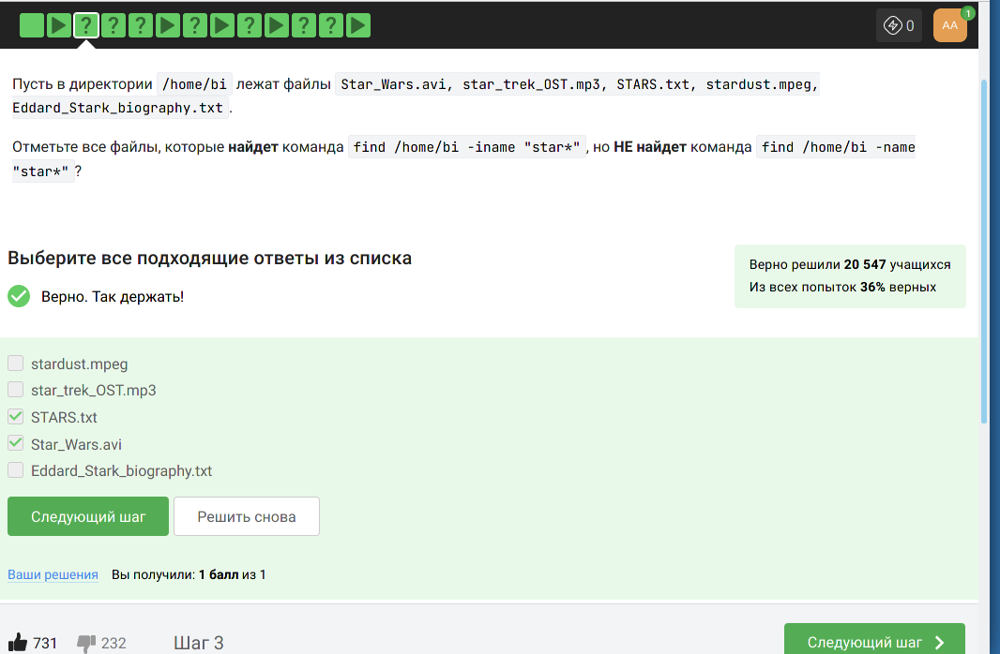 ? ? ? ? ? ? ?
0
AA
1
Пусть в директории /home/bi лежат файлы Star_Wars.avi, star_trek_OST.mp3, STARS.txt, stardust.mpeg,
Eddard_Stark_biography.txt.
Отметьте все файлы, которые найдет команда find /home/bi -iname "star*", но НЕ найдет команда find /home/bi -name
"star*"?
Выберите все подходящие ответы из списка
Верно решили 20 547 учащихся
Из всех попыток 36% верных
Верно. Так держать!
stardust.mpeg
star_trek_OST.mp3
STARS.txt
Star_Wars.avi
Eddard_Stark_biography.txt
Следующий шаг
Решить снова
Ваши решения Вы получили: 1 балл из 1
731
232
Шаг 3
Следующий шаг